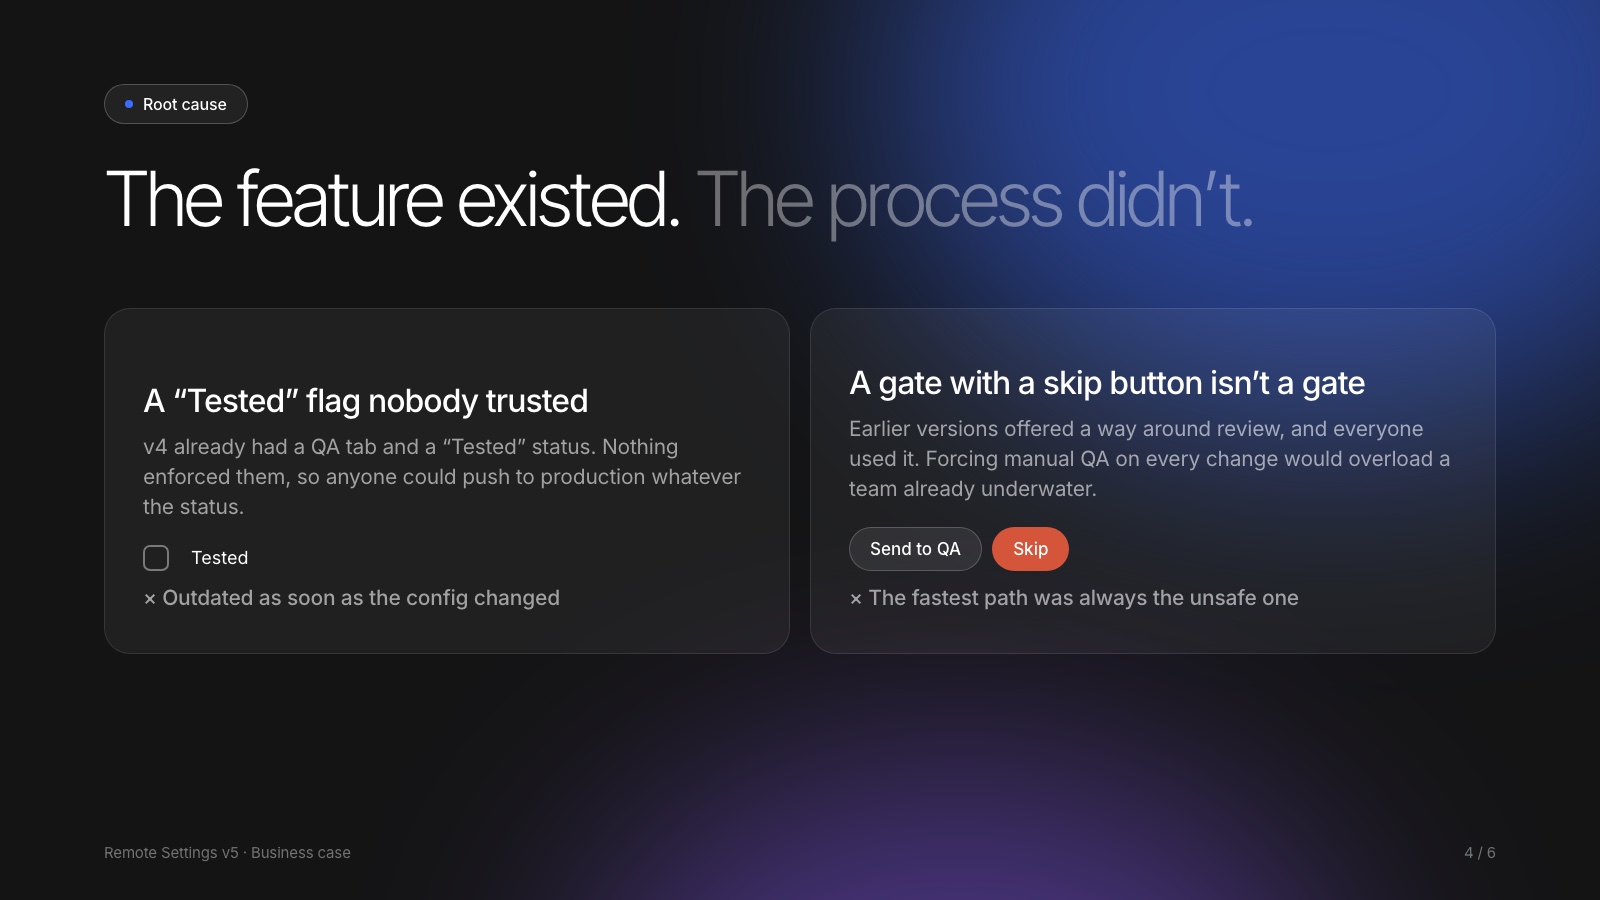 Root cause
The feature existed. The process didn’t.
A “Tested” flag nobody trusted
v4 already had a QA tab and a “Tested” status. Nothing
enforced them, so anyone could push to production whatever
the status.
Tested
× Outdated as soon as the config changed
A gate with a skip button isn’t a gate
Earlier versions offered a way around review, and everyone
used it. Forcing manual QA on every change would overload a
team already underwater.
Send to QA
Skip
× The fastest path was always the unsafe one
Remote Settings v5 · Business case
4 / 6